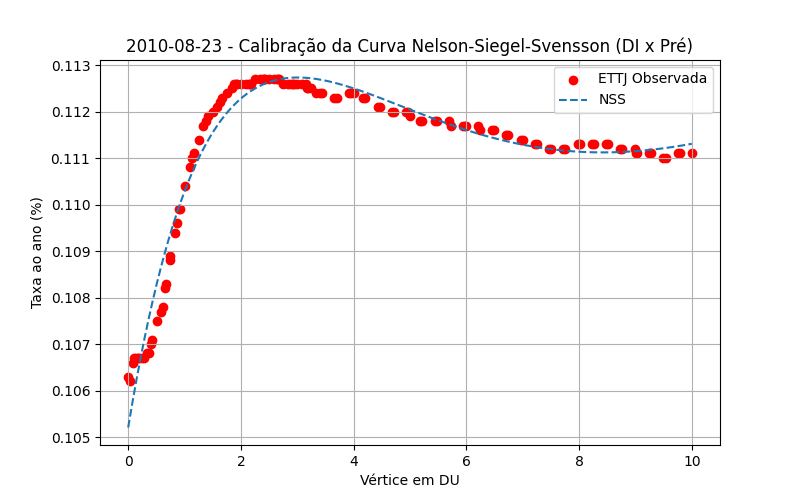 2010-08-23 - Calibração da Curva Nelson-Siegel-Svensson (DI x Pré)
0.113
0.112
0.111
0.110
0.109
0.108
0.107
0.106
0.105
Taxa ao ano (%)
ETTJ Observada
NSS
0 2 4 6 8 10
Vértice em DU